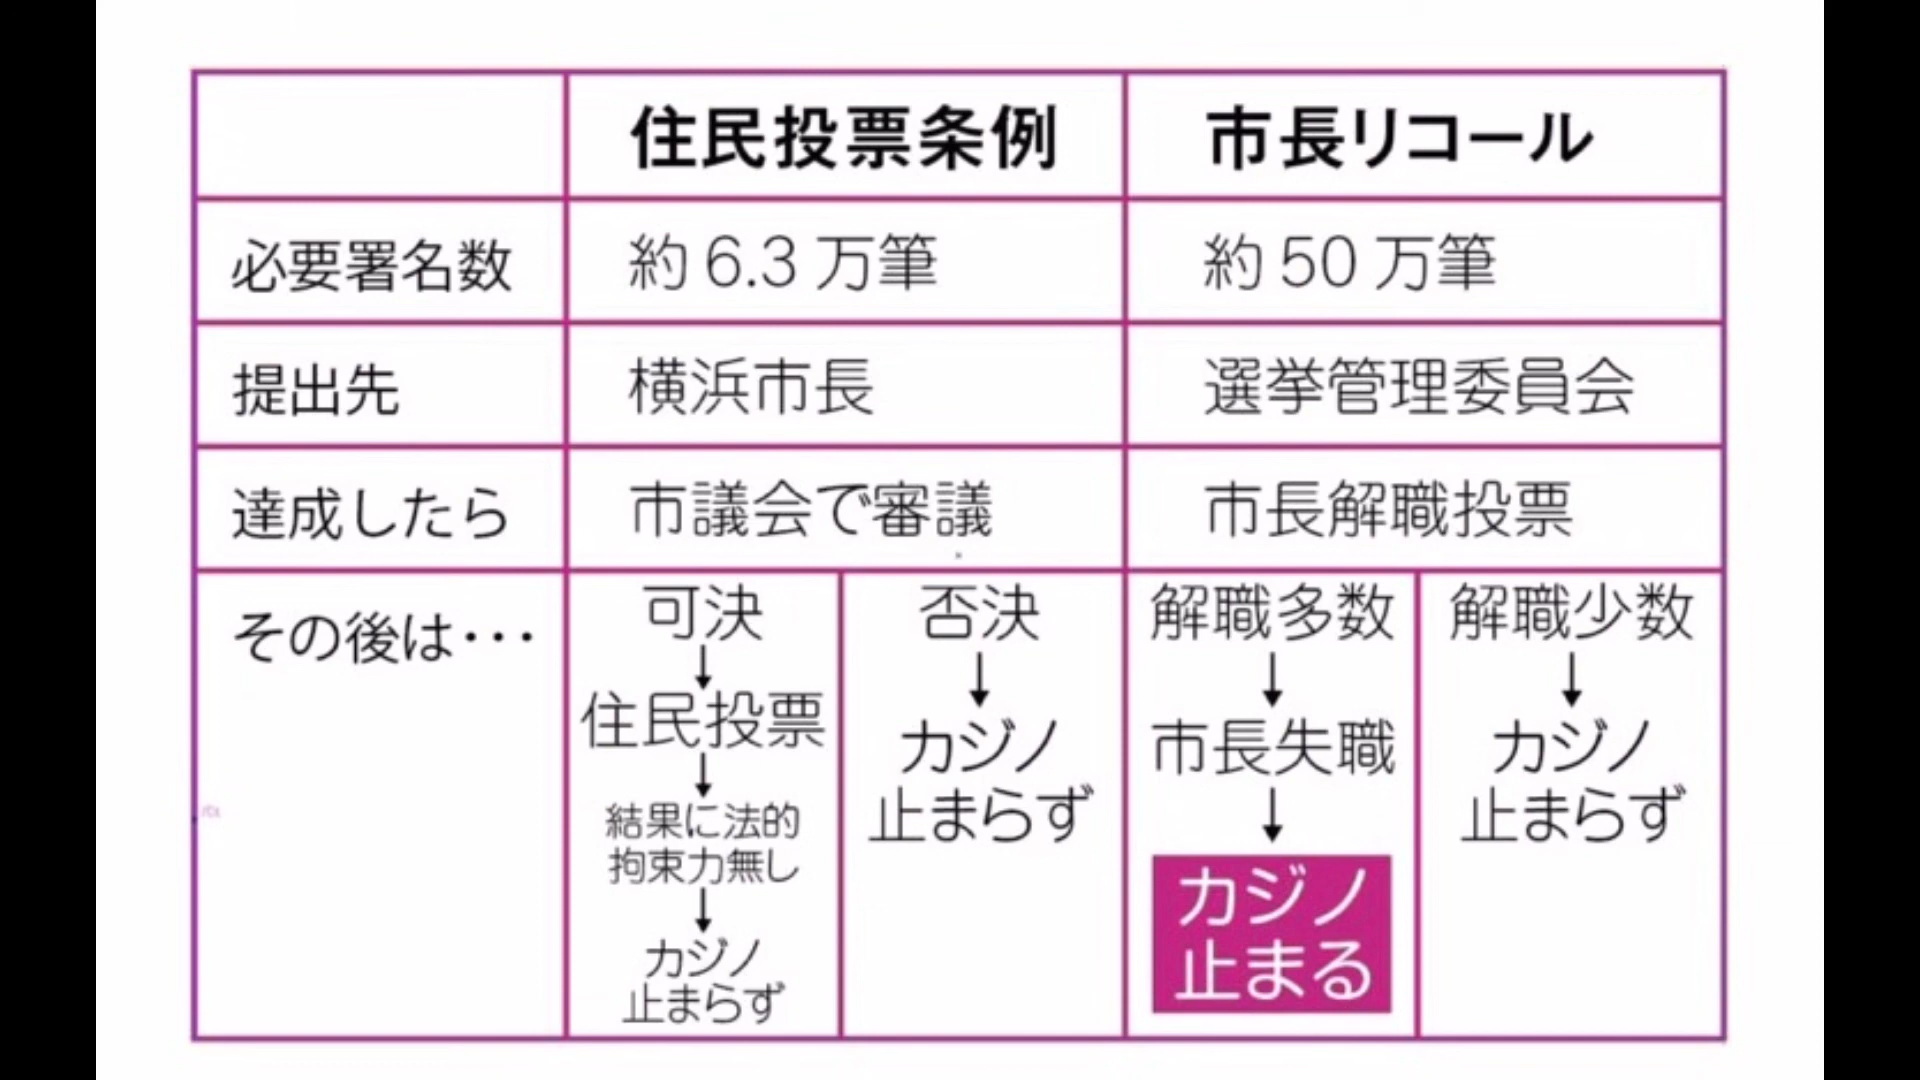 住民投票条例
市長リコール
必要署名数
約6.3万筆
約50万筆
提出先
横浜市長
選挙管理委員会
達成したら
市議会で審議
市長解職投票
その後は・・・
可決
↓
住民投票
↓
結果に法的
拘束力無し
↓
カジノ
止まらず
否決
↓
カジノ
止まらず
解職多数
↓
市長失職
↓
カジノ
止まる
解職少数
↓
カジノ
止まらず